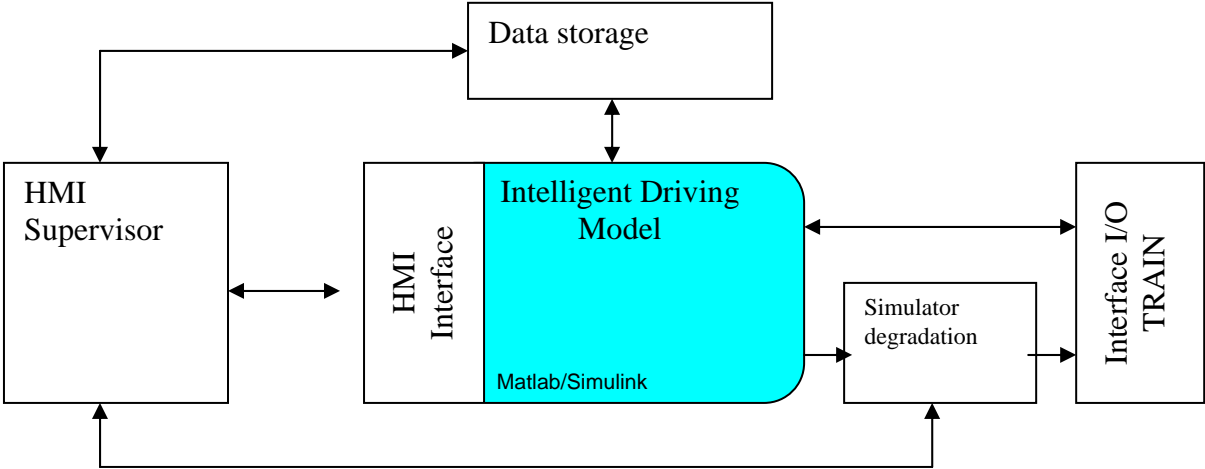 Data storage
HMI
Supervisor
HMI
Interface
Intelligent Driving
Model
Matlab/Simulink
Simulator
degradation
Interface I/O
TRAIN